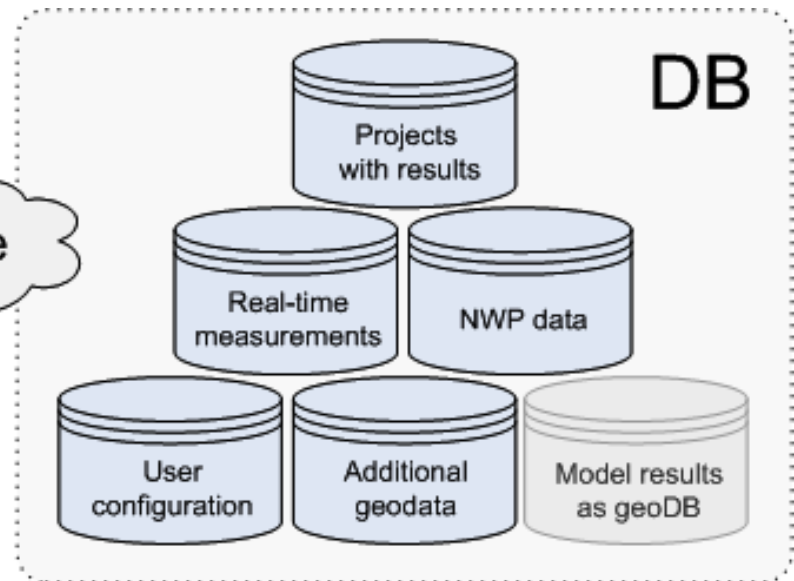 DB
Projects
with results
Real-time
measurements
NWP data
User
configuration
Additional
geodata
Model results
as geoDB